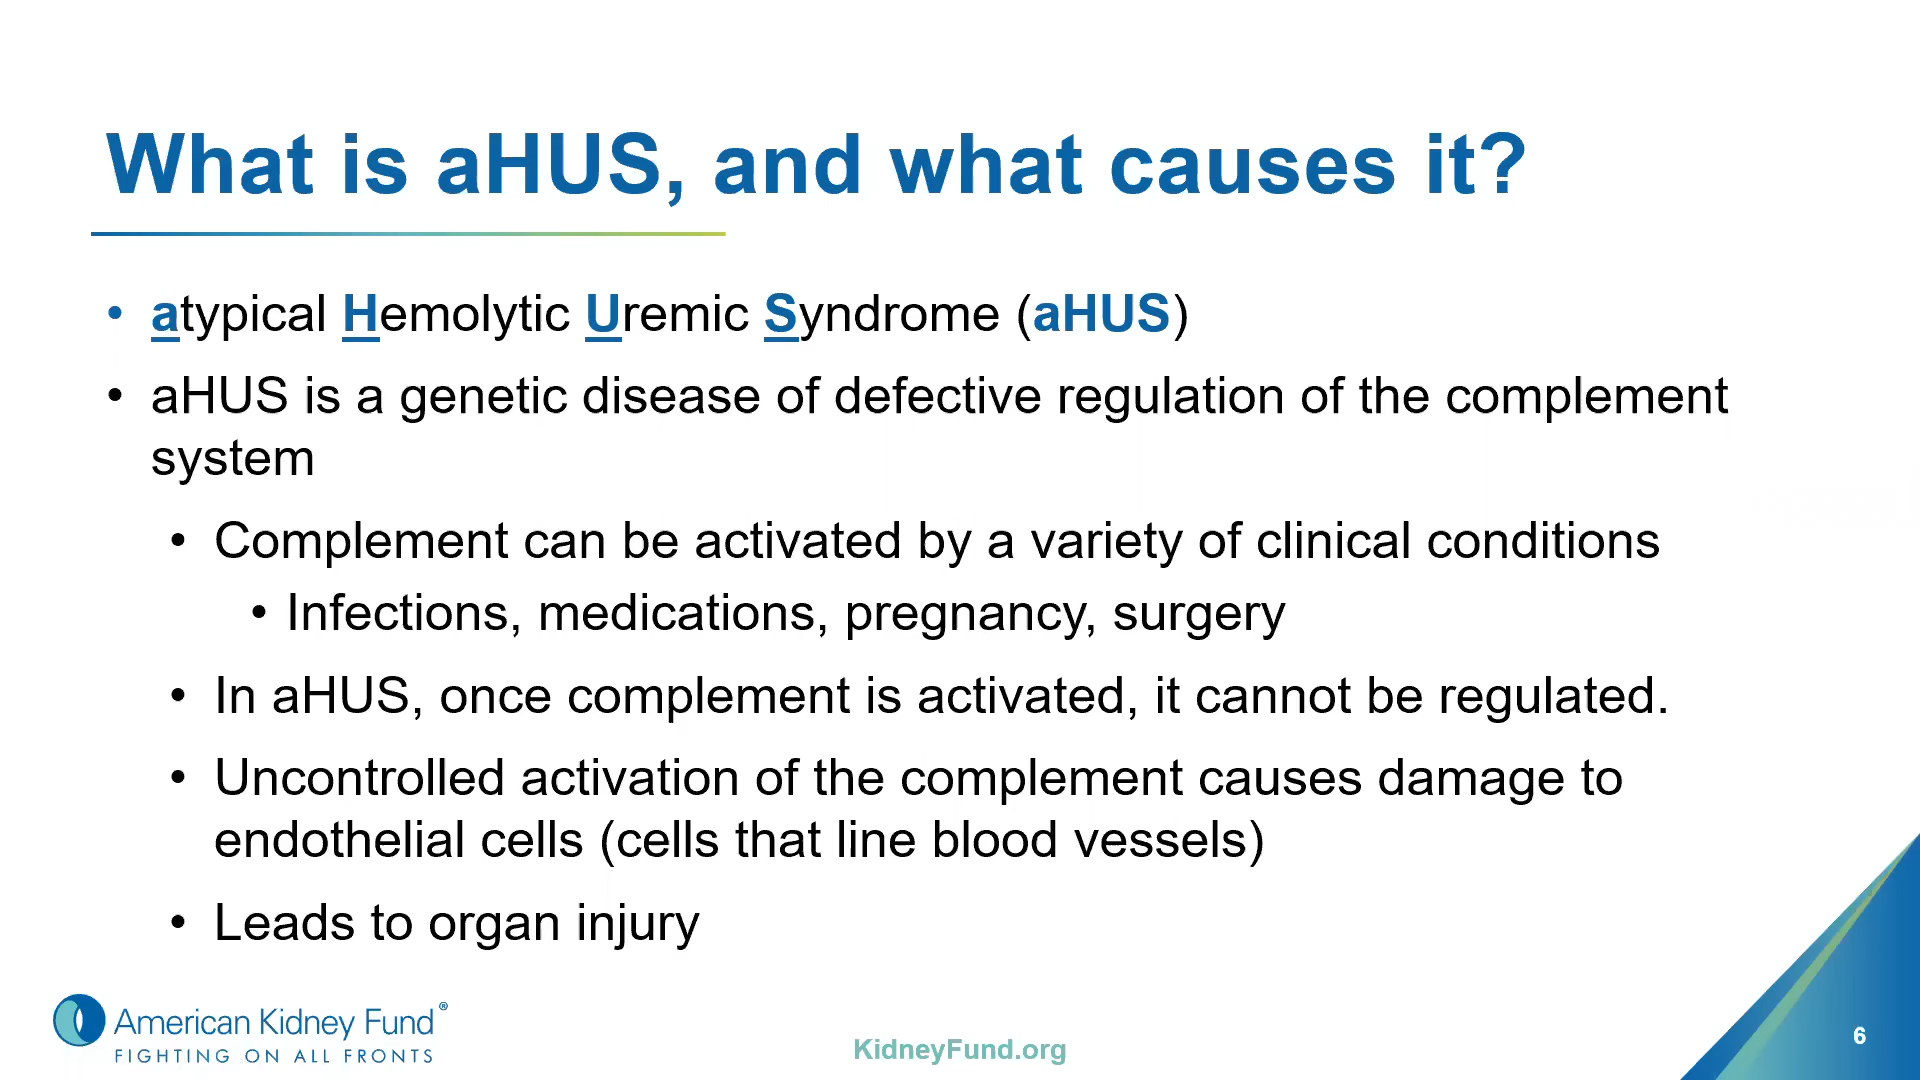 What is aHUS, and what causes it?
• atypical Hemolytic Uremic Syndrome (aHUS)
• aHUS is a genetic disease of defective regulation of the complement
system
• Complement can be activated by a variety of clinical conditions
• Infections, medications, pregnancy, surgery
• In aHUS, once complement is activated, it cannot be regulated.
• Uncontrolled activation of the complement causes damage to
endothelial cells (cells that line blood vessels)
• Leads to organ injury
American Kidney Fund®
FIGHTING ON ALL FRONTS
KidneyFund.org
6